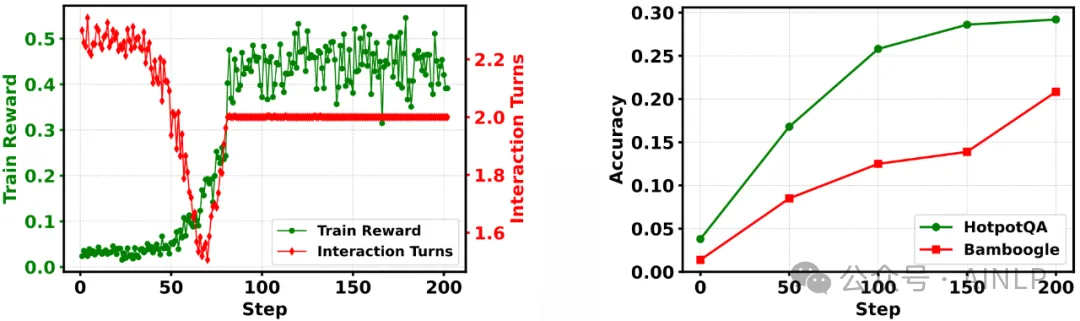 Train Reward
0.5
0.4
0.3
0.2
0.1
0.0
2.2
2.0
1.8
1.6
Interaction Turns
Train Reward
Interaction Turns
0 50 100 150 200
Step
Accuracy
0.30
0.25
0.20
0.15
0.10
0.05
0.00
HotpotQA
Bamboogle
公众号 · AINLP
0 50 100 150 200
Step